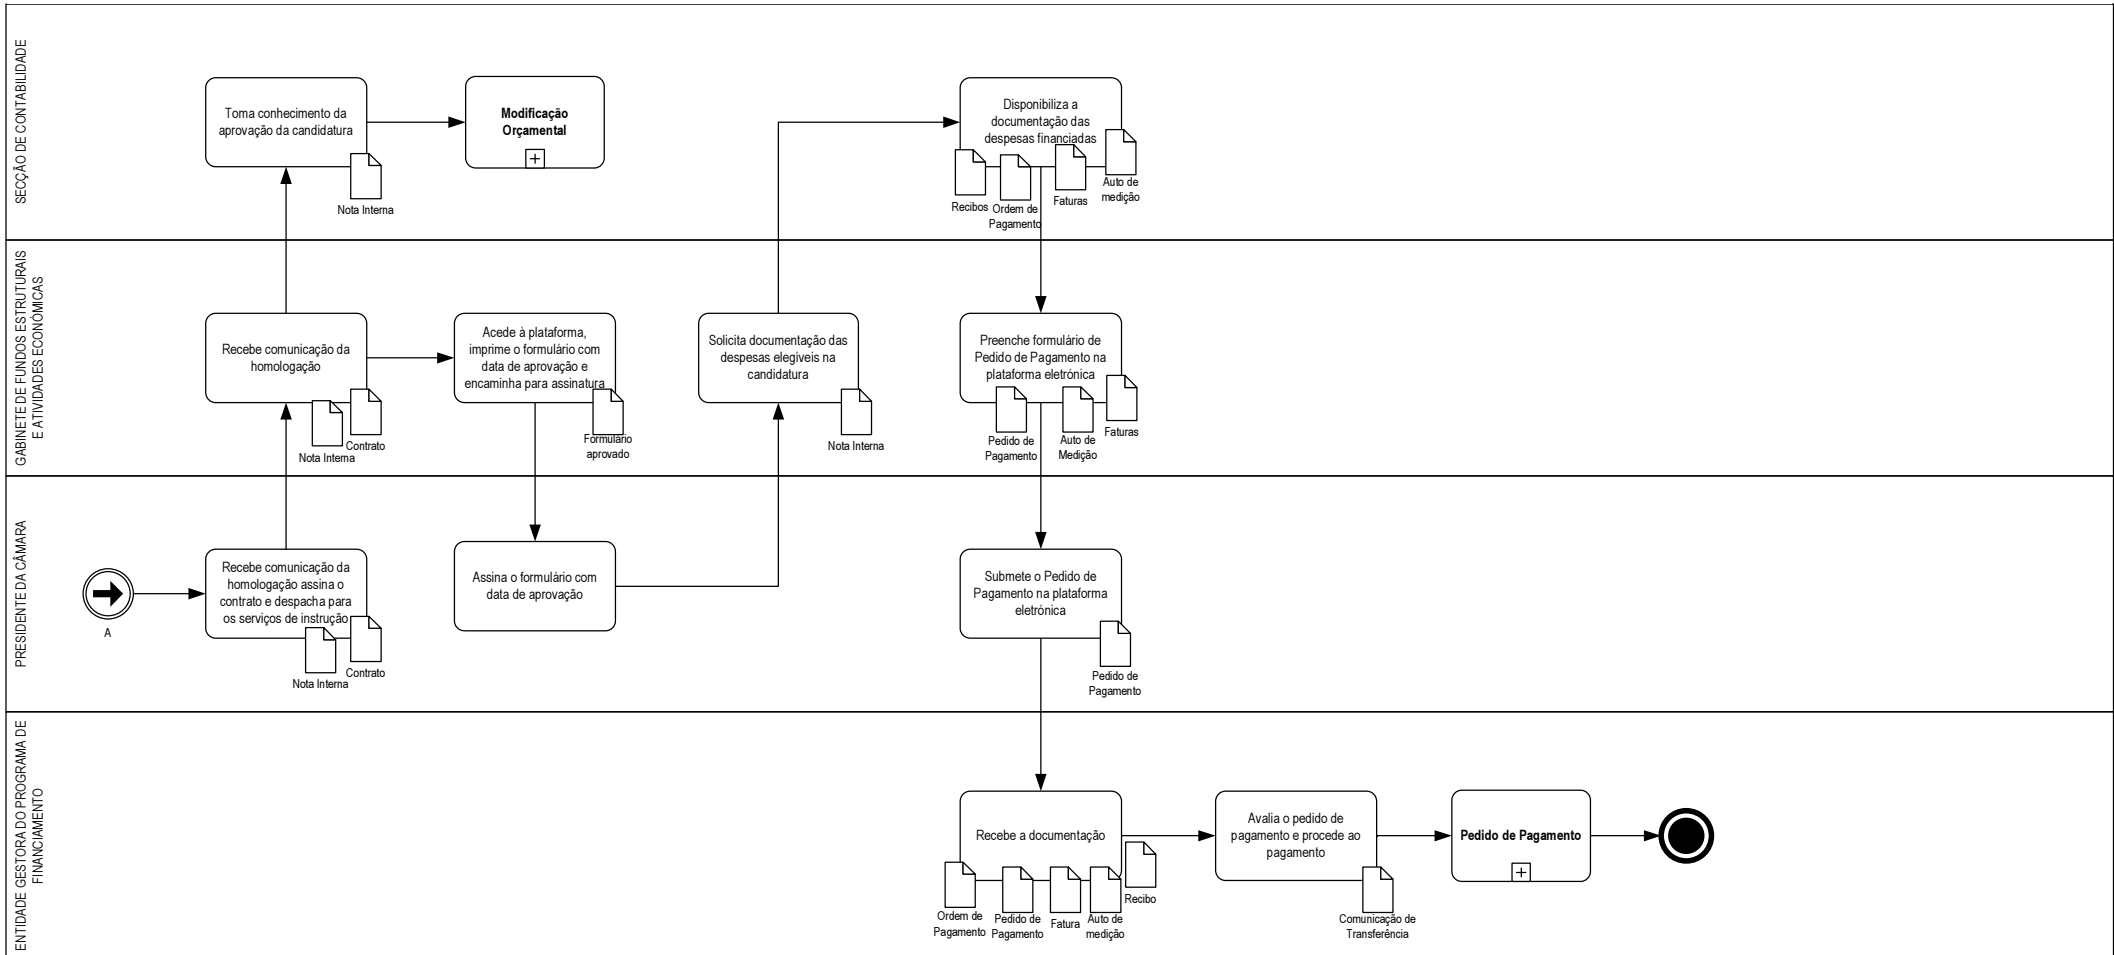 SECÇÃO DE CONTABILIDADE
Toma conhecimento da
aprovação da candidatura
Nota Interna
Modificação
Orçamental
Disponibiliza a
documentação das
despesas financiadas
Recibos
Ordem de
Pagamento
Faturas
Auto de
medição
GABINETE DE FUNDOS ESTRUTURAIS
E ATIVIDADES ECONÓMICAS
Recebe comunicação da
homologação
Nota Interna
Contrato
Acede à plataforma,
imprime o formulário com
data de aprovação e
encaminha para assinatura
Formulário
aprovado
Solicita documentação das
despesas elegíveis na
candidatura
Nota Interna
Preenche formulário de
Pedido de Pagamento na
plataforma eletrónica
Pedido de
Pagamento
Auto de
Medição
Faturas
PRESIDENTE DA CÂMARA
A
Recebe comunicação da
homologação assina o
contrato e despacha para
os serviços de instrução
Nota Interna
Contrato
Assina o formulário com
data de aprovação
Submete o Pedido de
Pagamento na plataforma
eletrónica
Pedido de
Pagamento
ENTIDADE GESTORA DO PROGRAMA DE
FINANCIAMENTO
Recebe a documentação
Ordem de
Pagamento
Pedido de
Pagamento
Fatura
Auto de
medição
Recibo
Avalia o pedido de
pagamento e procede ao
pagamento
Comunicação de
Transferência
Pedido de Pagamento